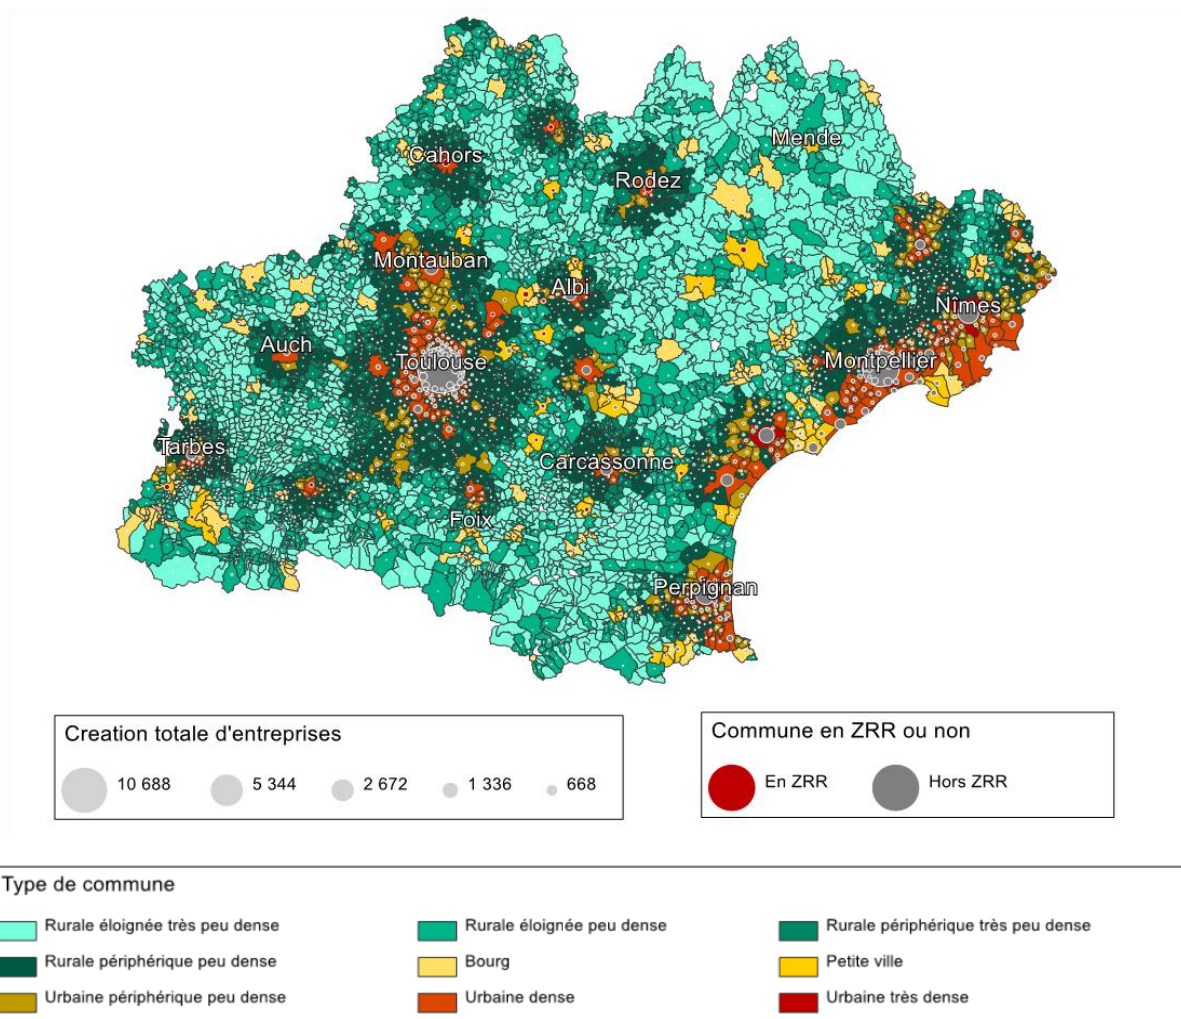 Cahors
Mende
Rodez
Montauban
Albi
Nîmes
Auch
Toulouse
Montpellier
Tarbes
Carcassonne
Foix
Perpignan
Creation totale d'entreprises
10 688 5 344 2 672 1 336 668
Commune en ZRR ou non
En ZRR Hors ZRR
Type de commune
Rurale éloignée très peu dense Rurale éloignée peu dense Rurale périphérique très peu dense
Rurale périphérique peu dense Bourg Petite ville
Urbaine périphérique peu dense Urbaine dense Urbaine très dense